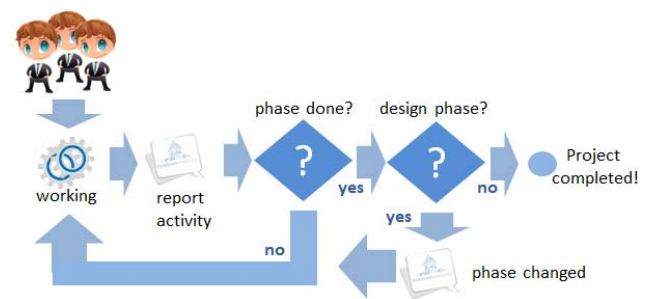 phase done?
design phase?
?
?
working
report
activity
yes
no
Project
completed!
no
yes
phase changed